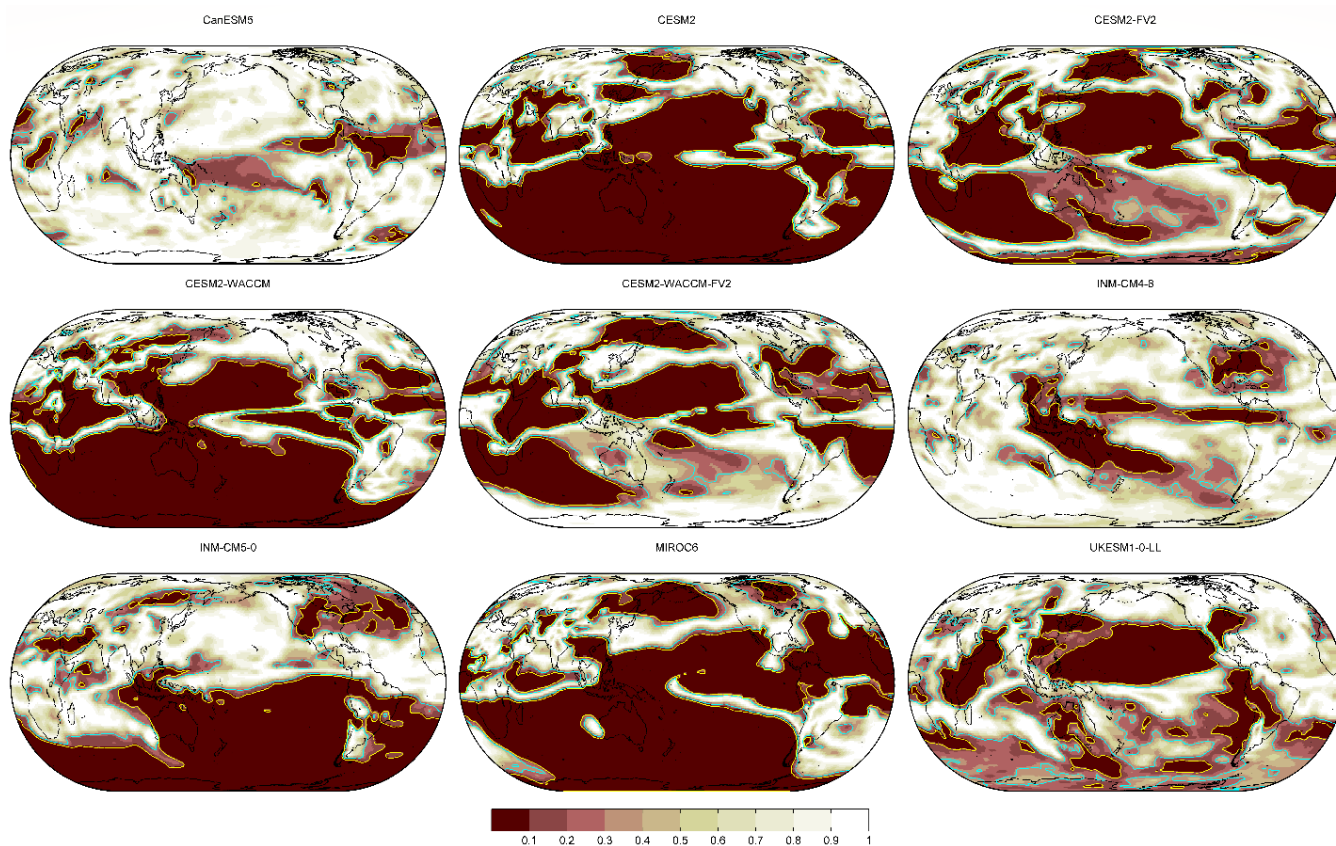 CanESM5
CESM2
CESM2-FV2
CESM2-WACCM
CESM2-WACCM-FV2
INM-CM4-8
INM-CM5-0
MIROC6
UKESM1-0-LL
0.1 0.2 0.3 0.4 0.5 0.6 0.7 0.8 0.9 1